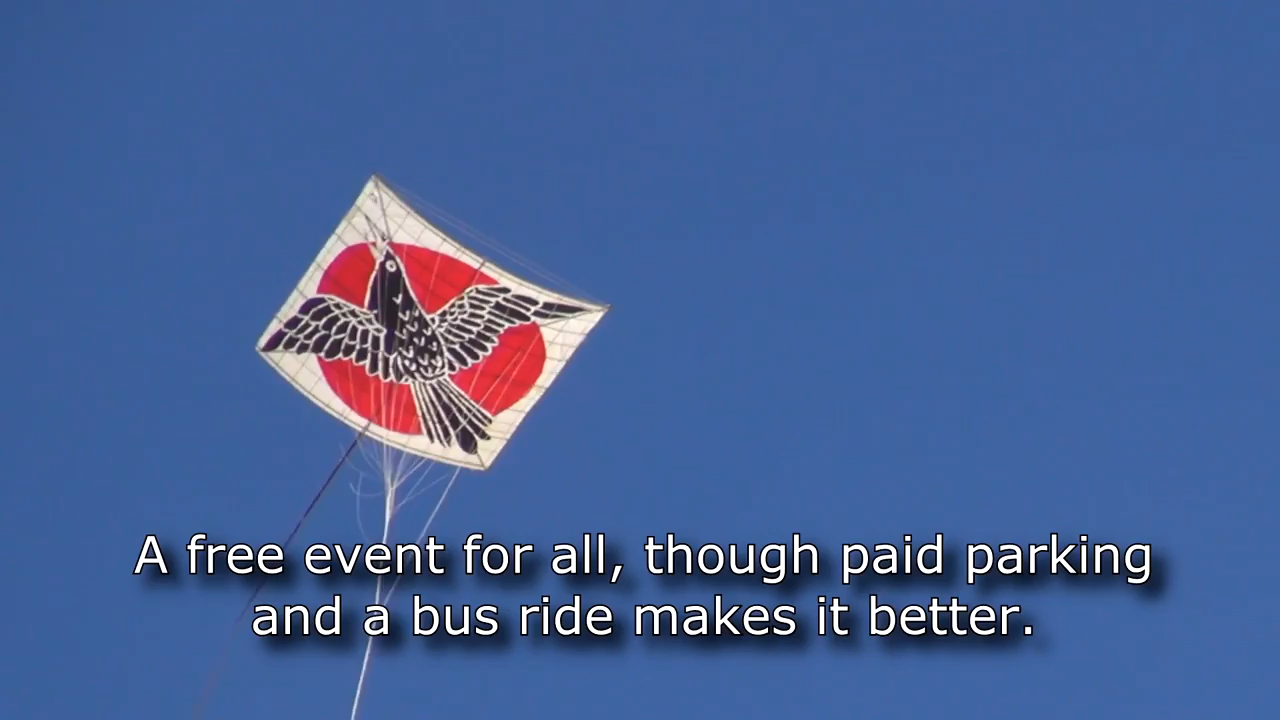 A free event for all, though paid parking
and a bus ride makes it better.